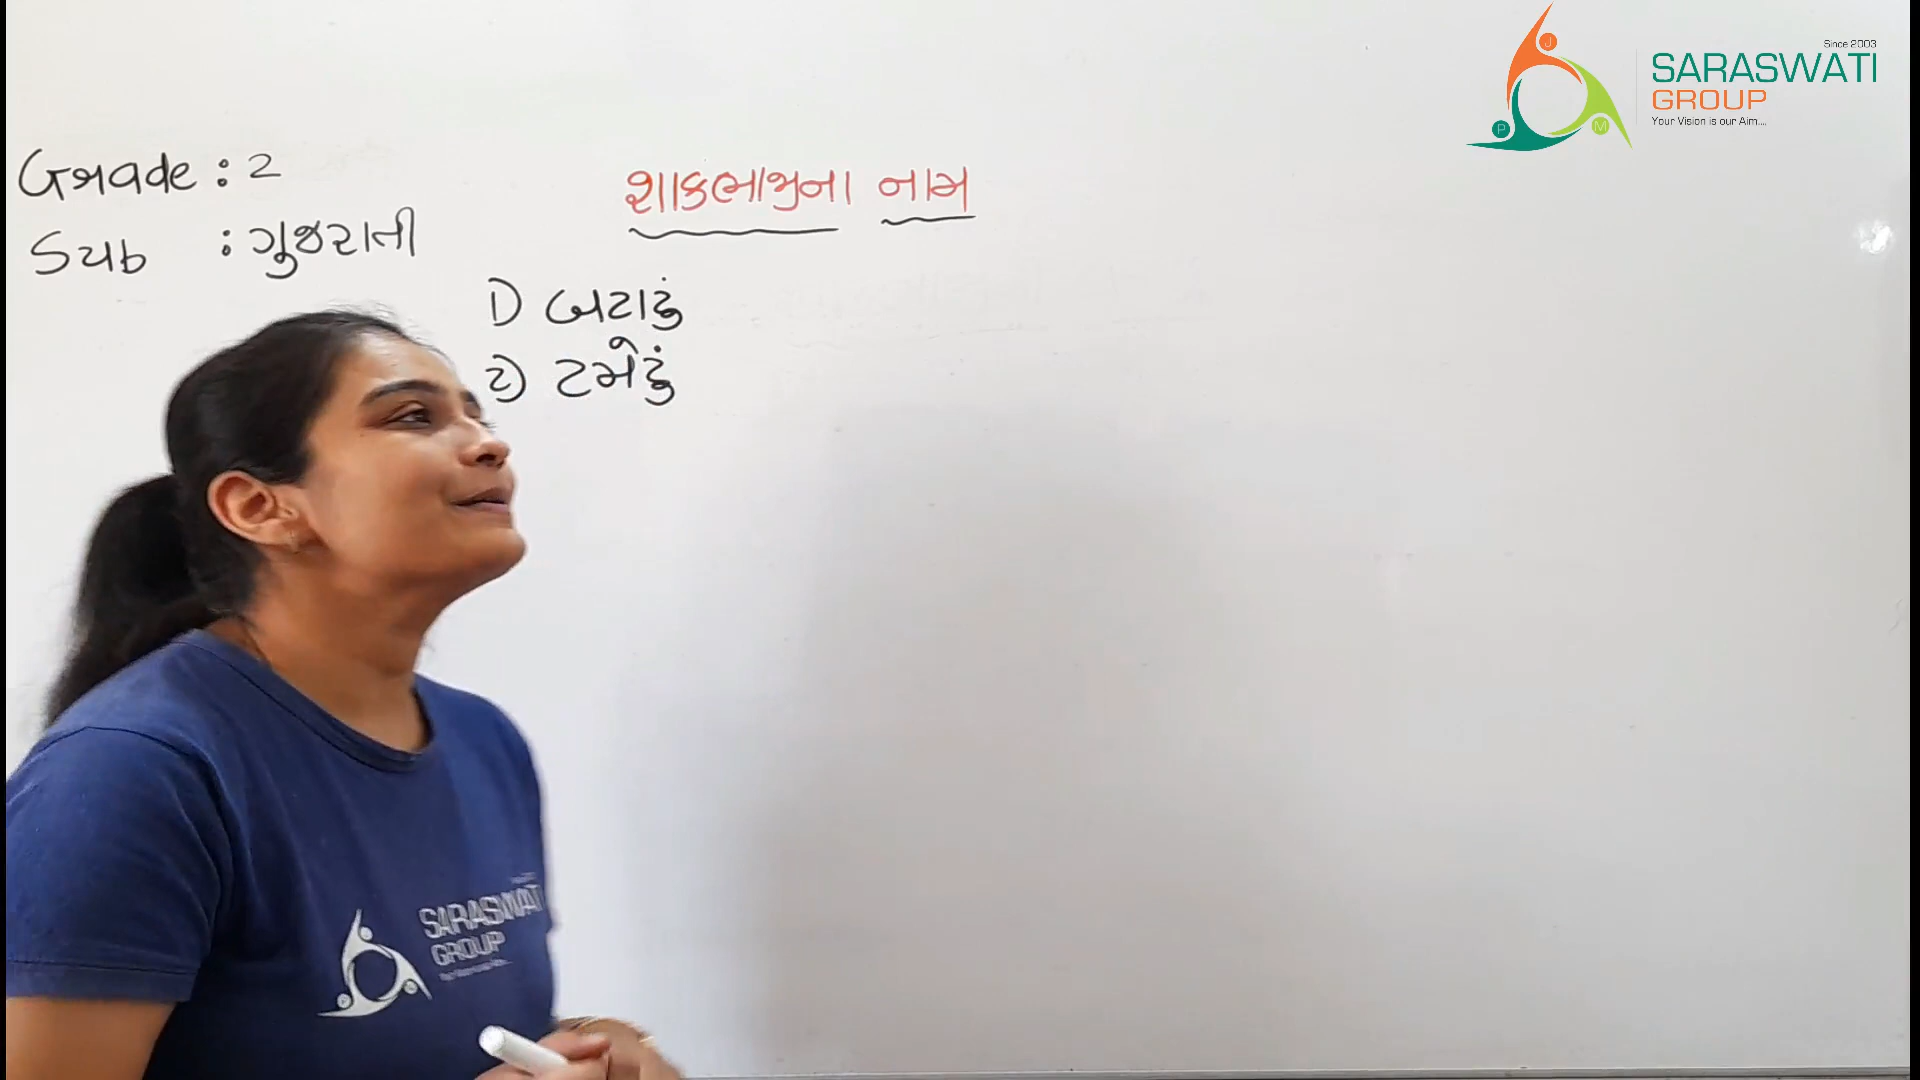 Since 2003
SARASWATI
GROUP
Your Vision is our Aim....
J
P
M
Grade : 2
Sub : ગુજરાતી
શાકભાજીના નામ
1) બટાટું
2) ટમેટું
SARASWATI
GROUP